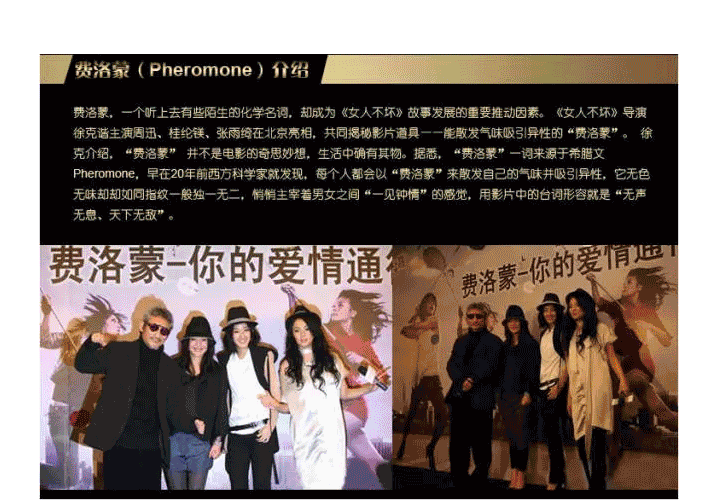 费洛蒙（Pheromone）介绍
费洛蒙，一个听上去有些陌生的化学名词，却成为《女人不坏》故事发展的重要推动因素。《女人不坏》导演
徐克谐主演周迅、桂纶镁、张雨绮在北京亮相，共同揭秘影片道具－－能散发气味吸引异性的“费洛蒙”。 徐
克介绍，“费洛蒙” 并不是电影的奇思妙想，生活中确有其物。据悉，“费洛蒙”一词来源于希腊文
Pheromone，早在20年前西方科学家就发现，每个人都会以“费洛蒙”来散发自己的气味并吸引异性，它无色
无味却却如同指纹一般独一无二，悄悄主宰着男女之间“一见钟情”的感觉，用影片中的台词形容就是“无声
无息、天下无敌”。
费洛蒙-你的爱情通
费洛蒙-你的爱情通